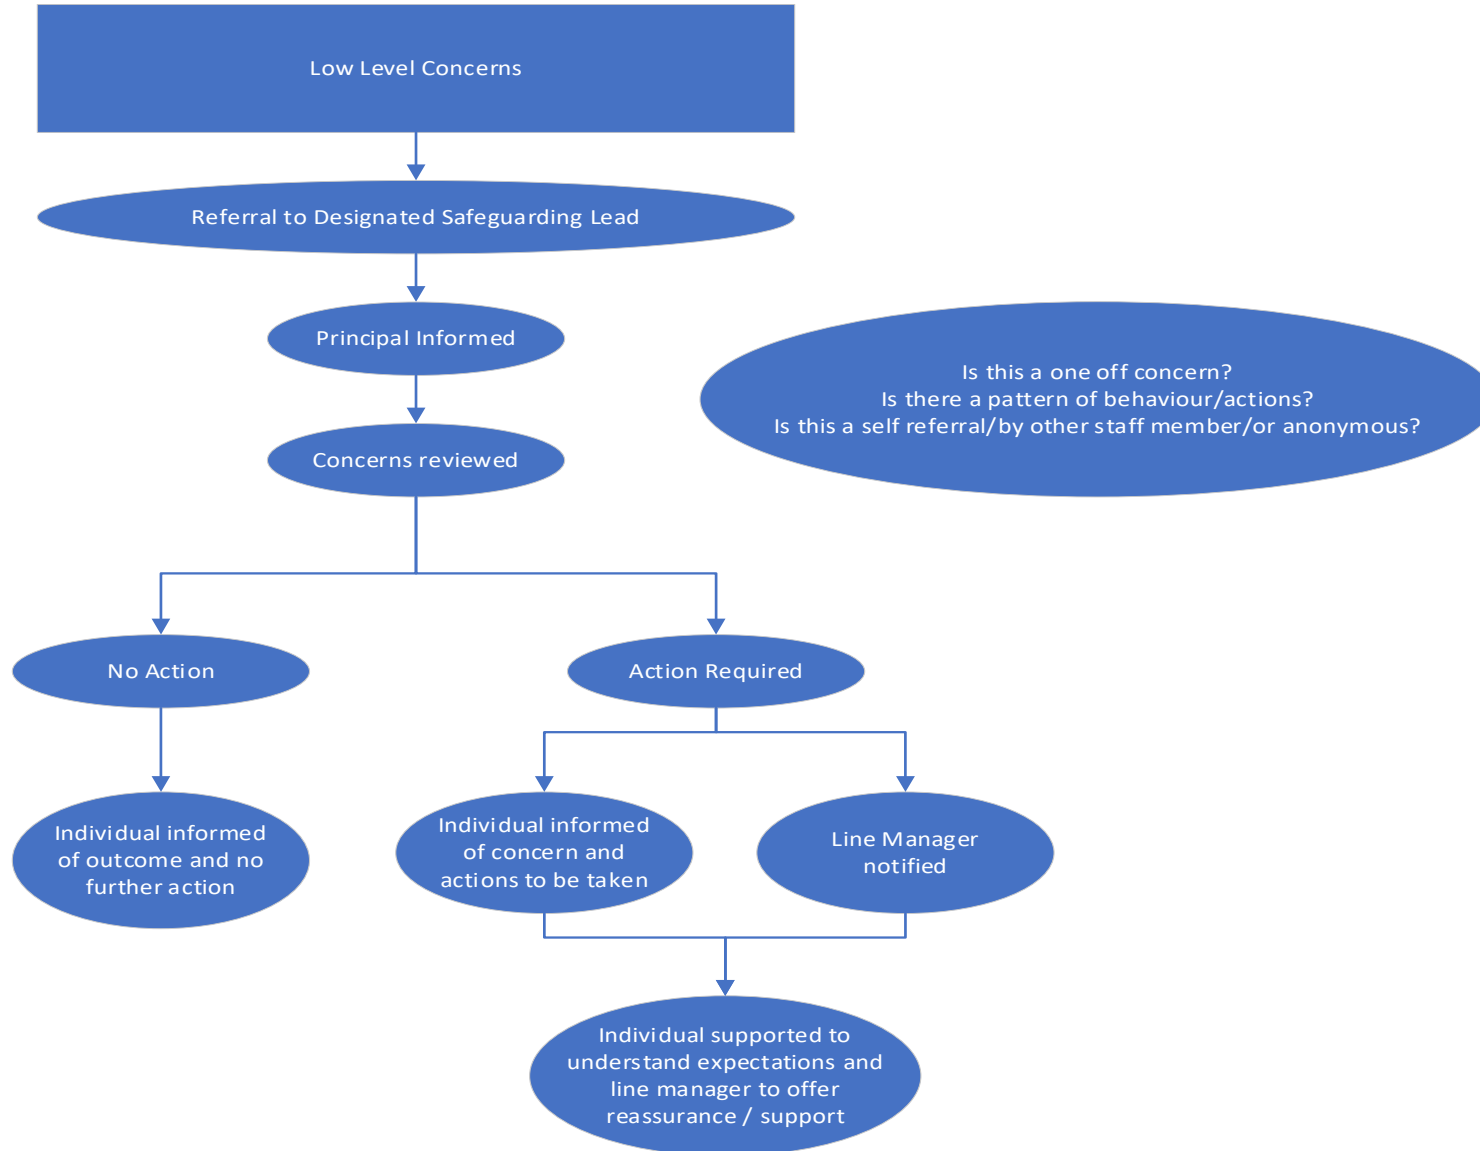 Low Level Concerns
Referral to Designated Safeguarding Lead
Principal Informed
Is this a one off concern?
Is there a pattern of behaviour/actions?
Is this a self referral/by other staff member/or anonymous?
Concerns reviewed
No Action
Action Required
Individual informed
of outcome and no
further action
Individual informed
of concern and
actions to be taken
Line Manager
notified
Individual supported to
understand expectations and
line manager to offer
reassurance / support